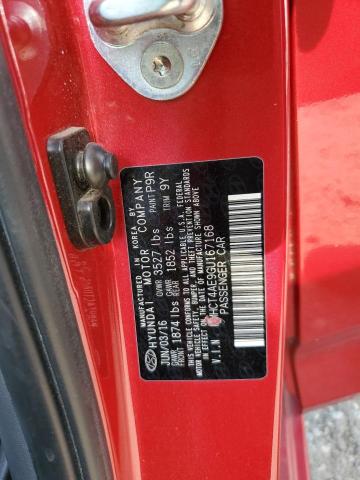 MANUFACTURED IN KOREA BY
HYUNDAI MOTOR COMPANY
JUN/03/16 GVWR 3527 lbs PAINT P9R
GAWR FRONT 1874 lbs GAWR REAR 1852 lbs TRIM 9Y
THIS VEHICLE CONFORMS TO ALL APPLICABLE U.S.A. FEDERAL
MOTOR VEHICLE SAFETY, BUMPER, AND THEFT PREVENTION
STANDARDS IN EFFECT ON THE DATE OF MANUFACTURE SHOWN ABOVE.
V.I.N HCT4AE9GU 67188
PASSENGER CAR